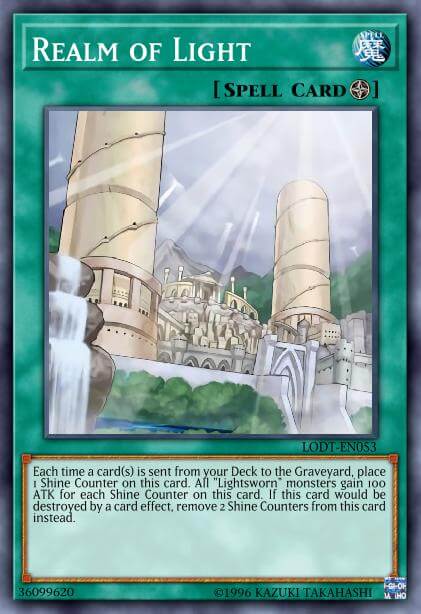 REALM OF LIGHT
SPELL
魔
[SPELL CARD]
LODT-EN053
Each time a card(s) is sent from your Deck to the Graveyard, place
1 Shine Counter on this card. All "Lightsworn" monsters gain 100
ATK for each Shine Counter on this card. If this card would be
destroyed by a card effect, remove 2 Shine Counters from this card
instead.
36099620
©1996 KAZUKI TAKAHASHI